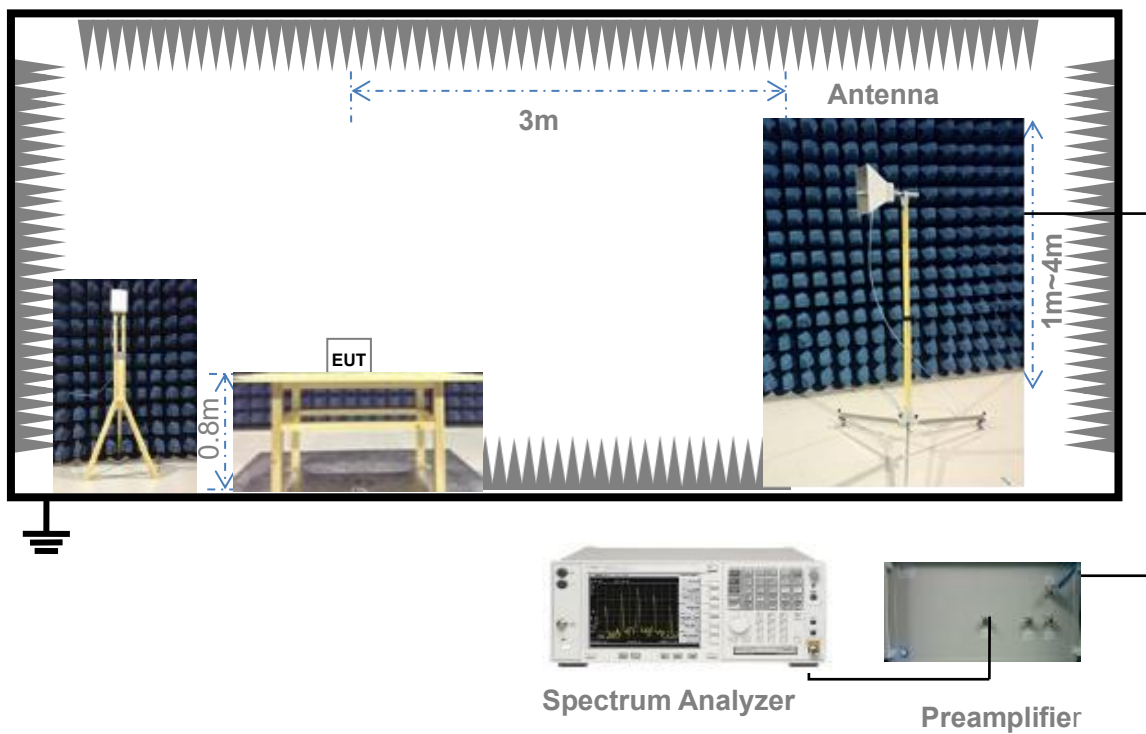 Antenna
3m
1m~4m
EUT
0.8m
Spectrum Analyzer
Preamplifier